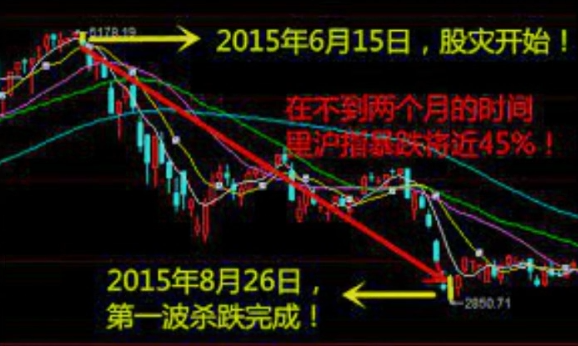 5178.19
2015年6月15日，股灾开始！
在不到两个月的时间
里沪指暴跌将近45%！
2015年8月26日，
第一波杀跌完成！
2850.71